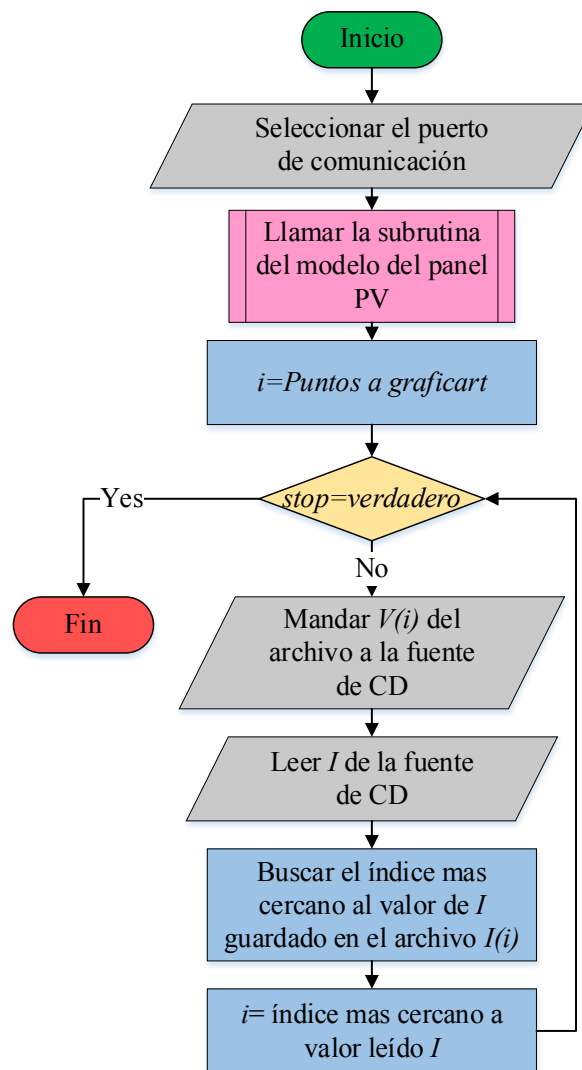 Inicio
Seleccionar el puerto
de comunicación
Llamar la subrutina
del modelo del panel
PV
i=Puntos a graficart
stop=verdadero
Yes
No
Fin
Mandar V(i) del
archivo a la fuente
de CD
Leer I de la fuente
de CD
Buscar el índice mas
cercano al valor de I
guardado en el archivo I(i)
i= índice mas cercano a
valor leído I